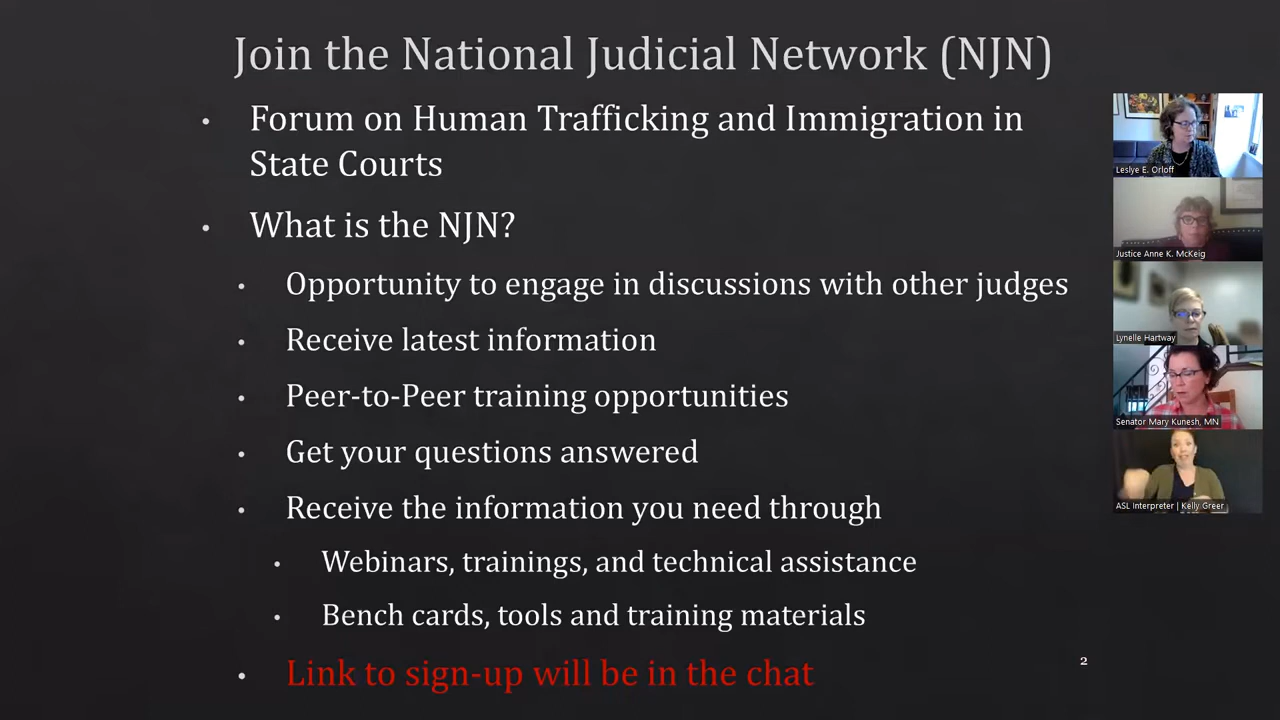 Join the National Judicial Network (NJN)
• Forum on Human Trafficking and Immigration in
State Courts
• What is the NJN?
• Opportunity to engage in discussions with other judges
• Receive latest information
• Peer-to-Peer training opportunities
• Get your questions answered
• Receive the information you need through
• Webinars, trainings, and technical assistance
• Bench cards, tools and training materials
• Link to sign-up will be in the chat
2
Leslye E. Orloff
Justice Anne K. McKeig
Lynelle Hartway
Senator Mary Kunesh, MN
ASL Interpreter | Kelly Greer